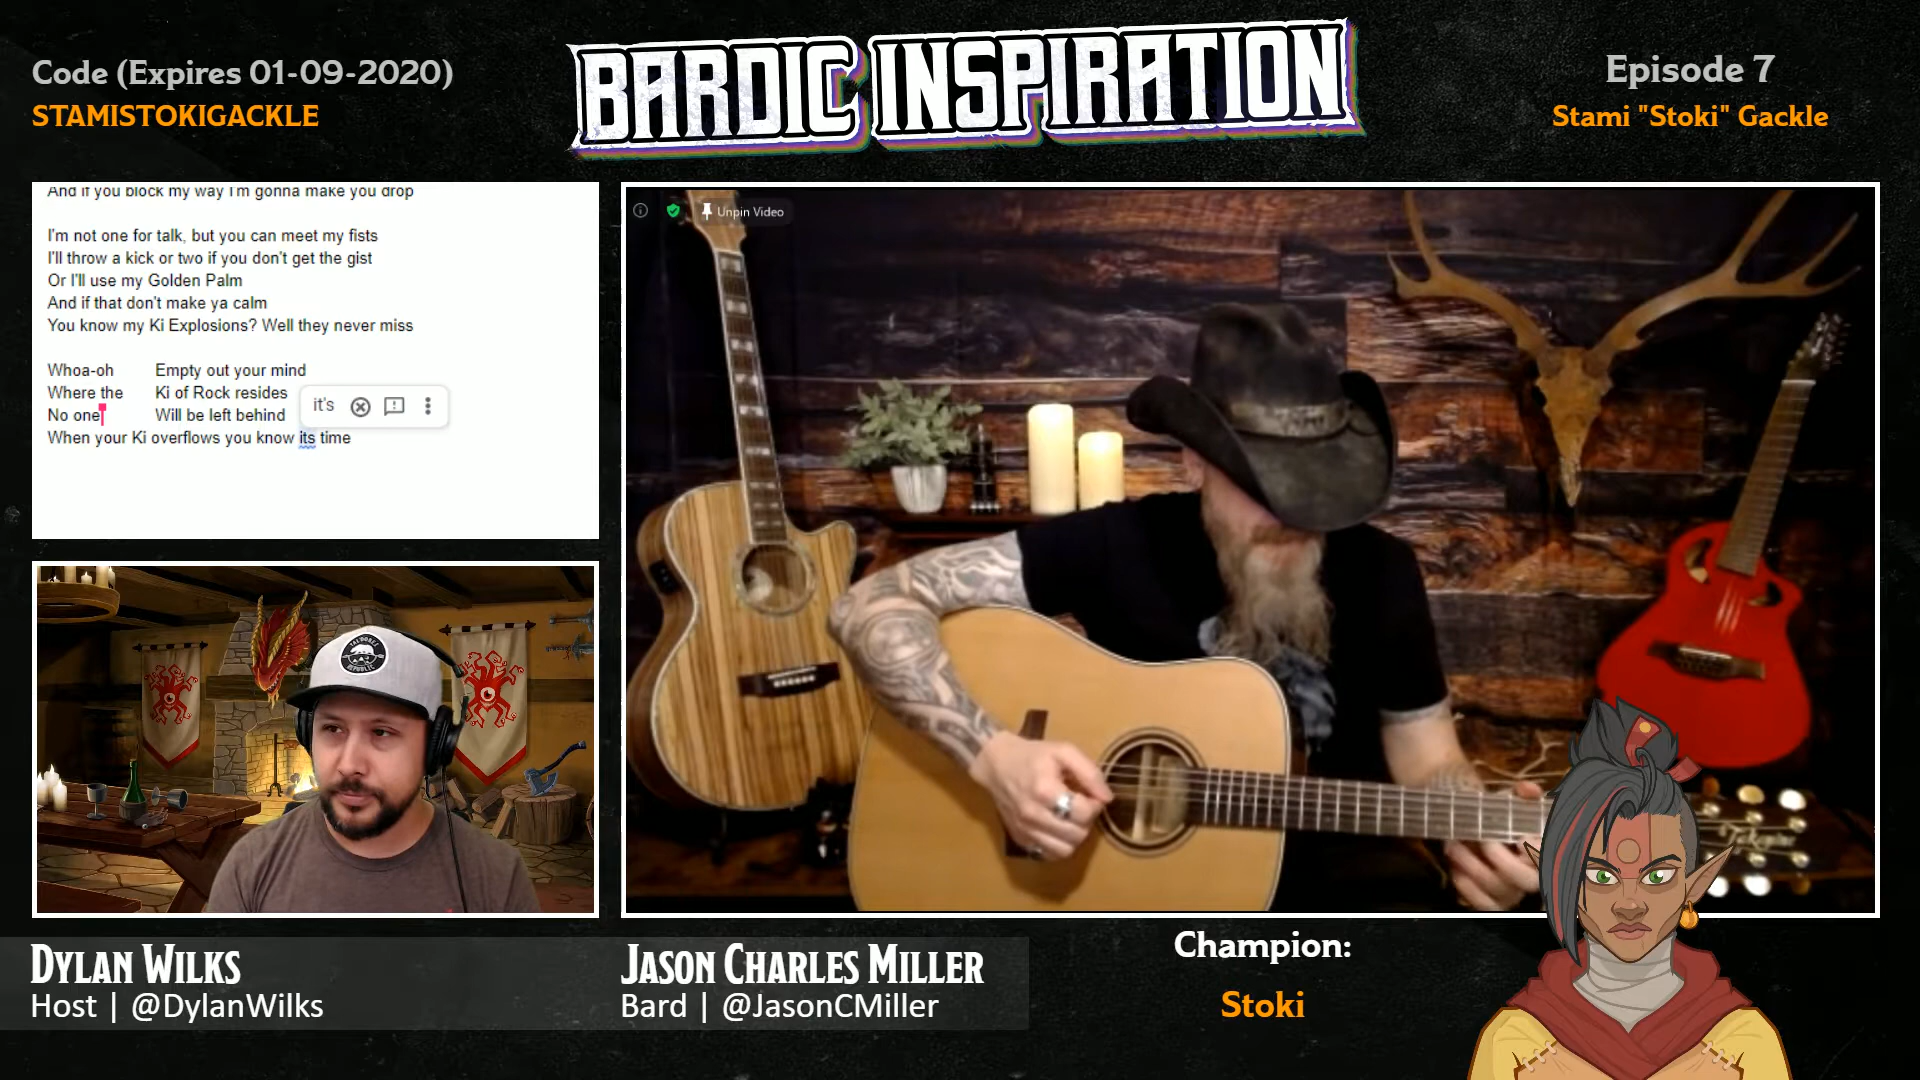 Code (Expires 01-09-2020)
STAMISTOKIGACKLE
BARDIC INSPIRATION
Episode 7
Stami "Stoki" Gackle
And if you block my way I'm gonna make you drop
I'm not one for talk, but you can meet my fists
I'll throw a kick or two if you don't get the gist
Or I'll use my Golden Palm
And if that don't make ya calm
You know my Ki Explosions? Well they never miss
Whoa-oh Empty out your mind
Where the Ki of Rock resides
No one Will be left behind
it's
When your Ki overflows you know its time
Unpin Video
REPUBLIC
Takamine
DYLAN WILKS
Host | @DylanWilks
JASON CHARLES MILLER
Bard | @JasonCMiller
Champion:
Stoki